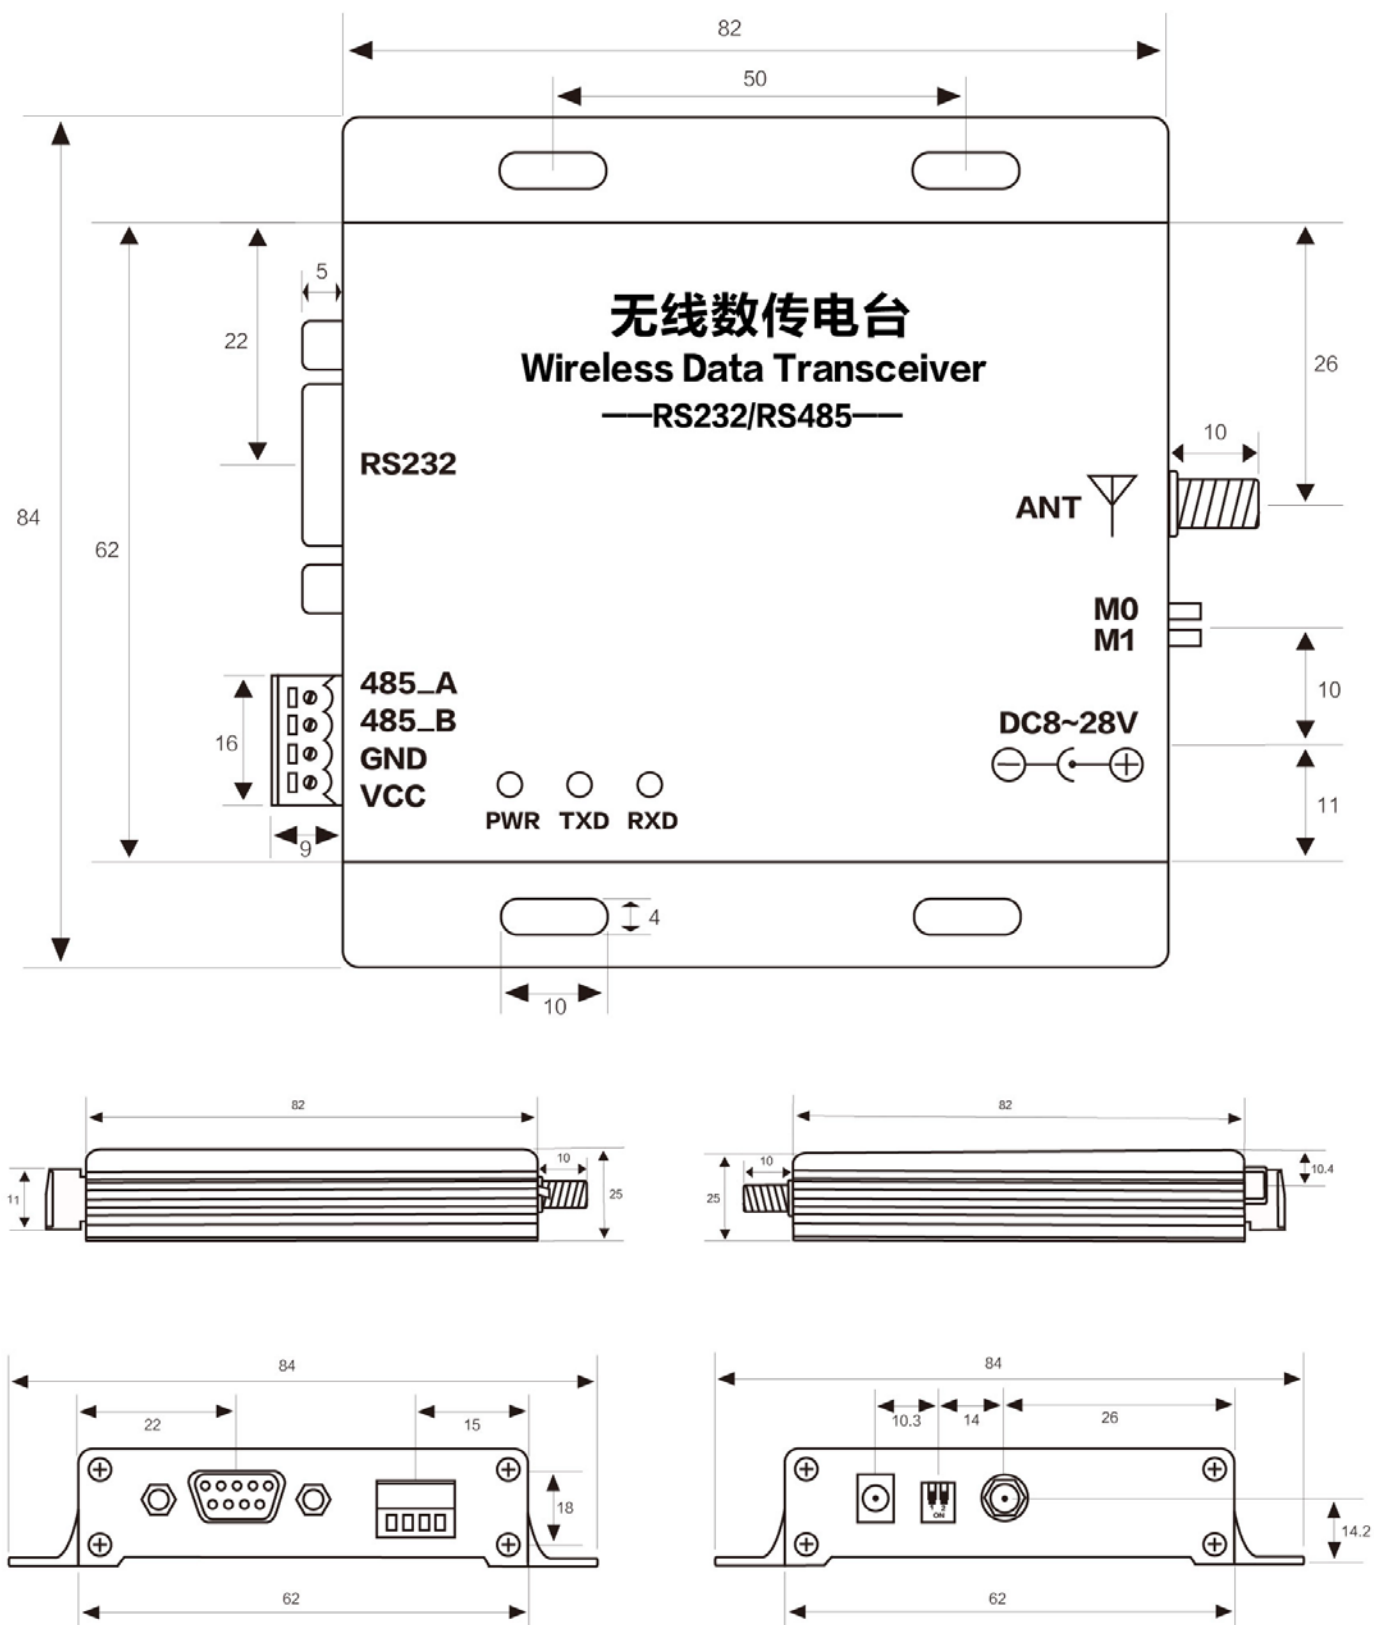 82
50
5
22
无线数传电台
Wireless Data Transceiver
——RS232/RS485——
26
10
RS232
ANT
84
62
M0
M1
485_A
485_B
GND
VCC
16
9
DC8~28V
10
11
PWR TXD RXD
4
10
82
10
11
25
82
10
25
10.4
84
22
15
18
62
84
10.3
14
26
1 2
ON
14.2
62